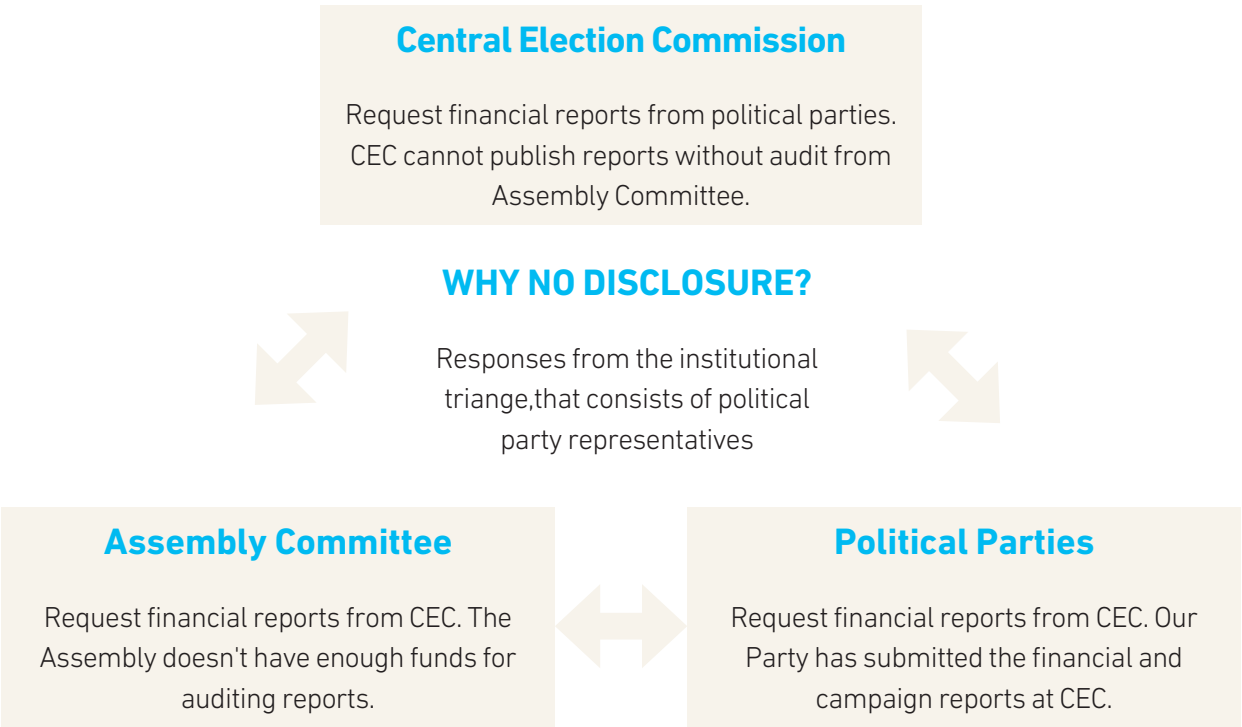 Central Election Commission
Request financial reports from political parties.
CEC cannot publish reports without audit from
Assembly Committee.
WHY NO DISCLOSURE?
Responses from the institutional
triange,that consists of political
party representatives
Assembly Committee
Request financial reports from CEC. The
Assembly doesn't have enough funds for
auditing reports.
Political Parties
Request financial reports from CEC. Our
Party has submitted the financial and
campaign reports at CEC.